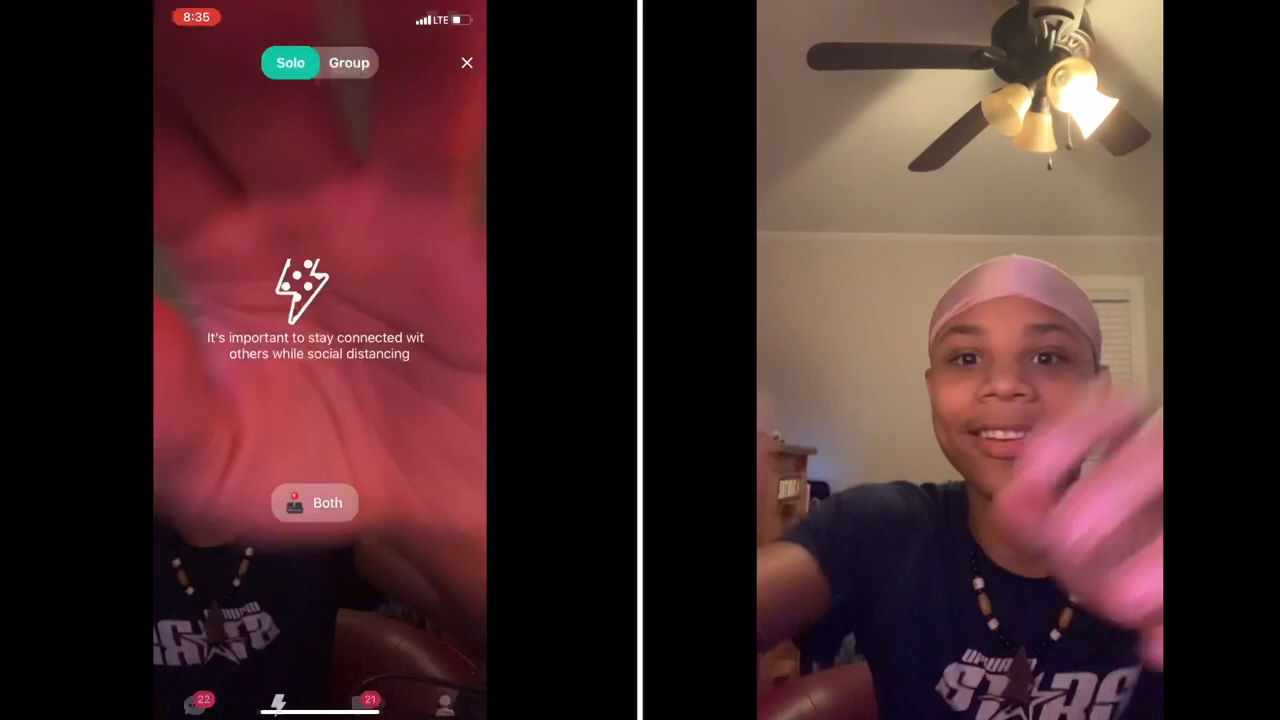 8:35
LTE
Solo
Group
It's important to stay connected wit
others while social distancing
Both
22
21
UPWARD
STARS